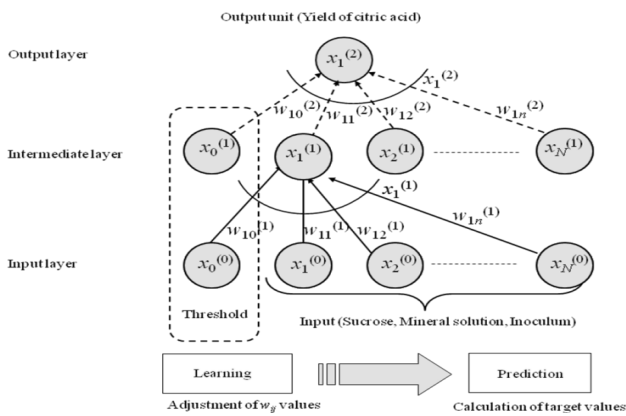 Output unit (Yield of citric acid)
Output layer
x₁⁽²⁾
x₁⁽²⁾
w₁₀⁽²⁾ w₁₁⁽²⁾ w₁₂⁽²⁾ w₁ₙ⁽²⁾
Intermediate layer
x₀⁽¹⁾ x₁⁽¹⁾ x₂⁽¹⁾ x_N⁽¹⁾
x₁⁽¹⁾
w₁₀⁽¹⁾ w₁₁⁽¹⁾ w₁₂⁽¹⁾ w₁ₙ⁽¹⁾
Input layer
x₀⁽⁰⁾ x₁⁽⁰⁾ x₂⁽⁰⁾ x_N⁽⁰⁾
Threshold
Input (Sucrose, Mineral solution, Inoculum)
Learning
Prediction
Adjustment of wᵢⱼ values
Calculation of target values